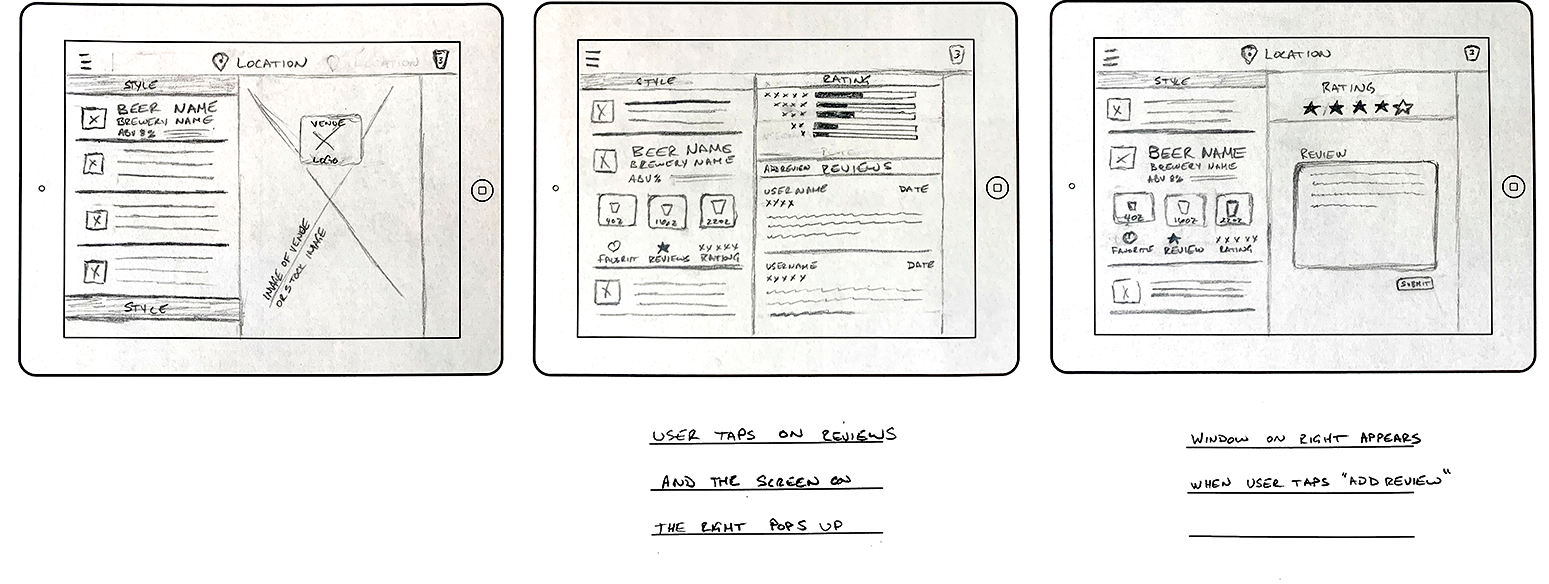 LOCATION
STYLE
BEER NAME
BREWERY NAME
ABV 8%
STYLE
VENUE
LOGO
IMAGE OF VENUE
OR STOCK IMAGE
3
STYLE
BEER NAME
BREWERY NAME
ABV%
4OZ 16OZ 22OZ
FAVORIT REVIEWS XXXXX
RATING
RATING
XXXXX
XXXX
XXX
XX
X
ADD REVIEW REVIEWS
USER NAME DATE
XXXX
USERNAME DATE
XXXXX
LOCATION
STYLE
BEER NAME
BREWERY NAME
ABV 8%
4OZ 16OZ 22OZ
FAVORITE REVIEW XXXXX
RATING
RATING
REVIEW
SUBMIT
USER TAPS ON REVIEWS
AND THE SCREEN ON
THE RIGHT POPS UP
WINDOW ON RIGHT APPEARS
WHEN USER TAPS "ADD REVIEW"